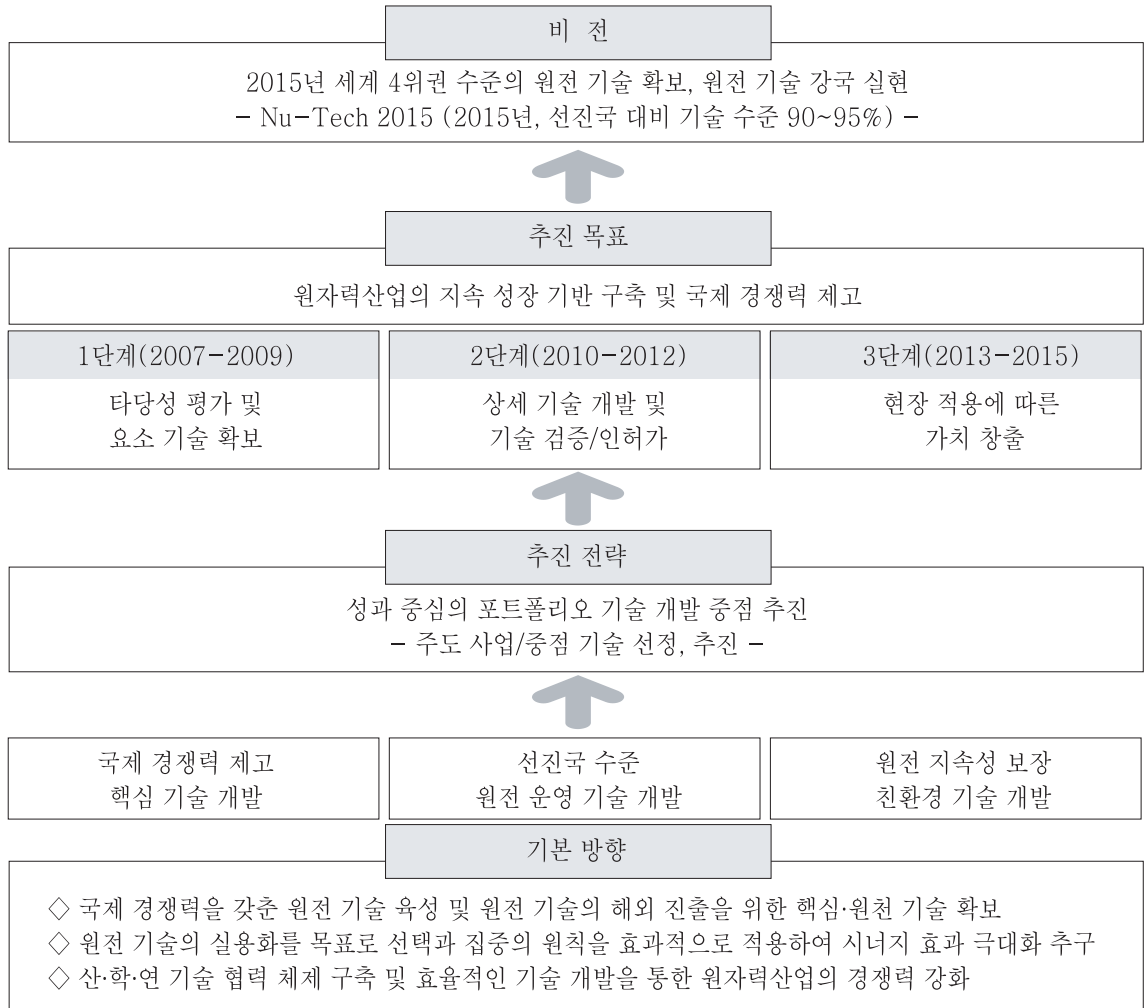 비 전
2015년 세계 4위권 수준의 원전 기술 확보, 원전 기술 강국 실현
- Nu-Tech 2015 (2015년, 선진국 대비 기술 수준 90~95%) -
추진 목표
원자력산업의 지속 성장 기반 구축 및 국제 경쟁력 제고
1단계(2007-2009)
타당성 평가 및
요소 기술 확보
2단계(2010-2012)
상세 기술 개발 및
기술 검증/인허가
3단계(2013-2015)
현장 적용에 따른
가치 창출
추진 전략
성과 중심의 포트폴리오 기술 개발 중점 추진
- 주도 사업/중점 기술 선정, 추진 -
국제 경쟁력 제고
핵심 기술 개발
선진국 수준
원전 운영 기술 개발
원전 지속성 보장
친환경 기술 개발
기본 방향
◇ 국제 경쟁력을 갖춘 원전 기술 육성 및 원전 기술의 해외 진출을 위한 핵심·원천 기술 확보
◇ 원전 기술의 실용화를 목표로 선택과 집중의 원칙을 효과적으로 적용하여 시너지 효과 극대화 추구
◇ 산·학·연 기술 협력 체제 구축 및 효율적인 기술 개발을 통한 원자력산업의 경쟁력 강화